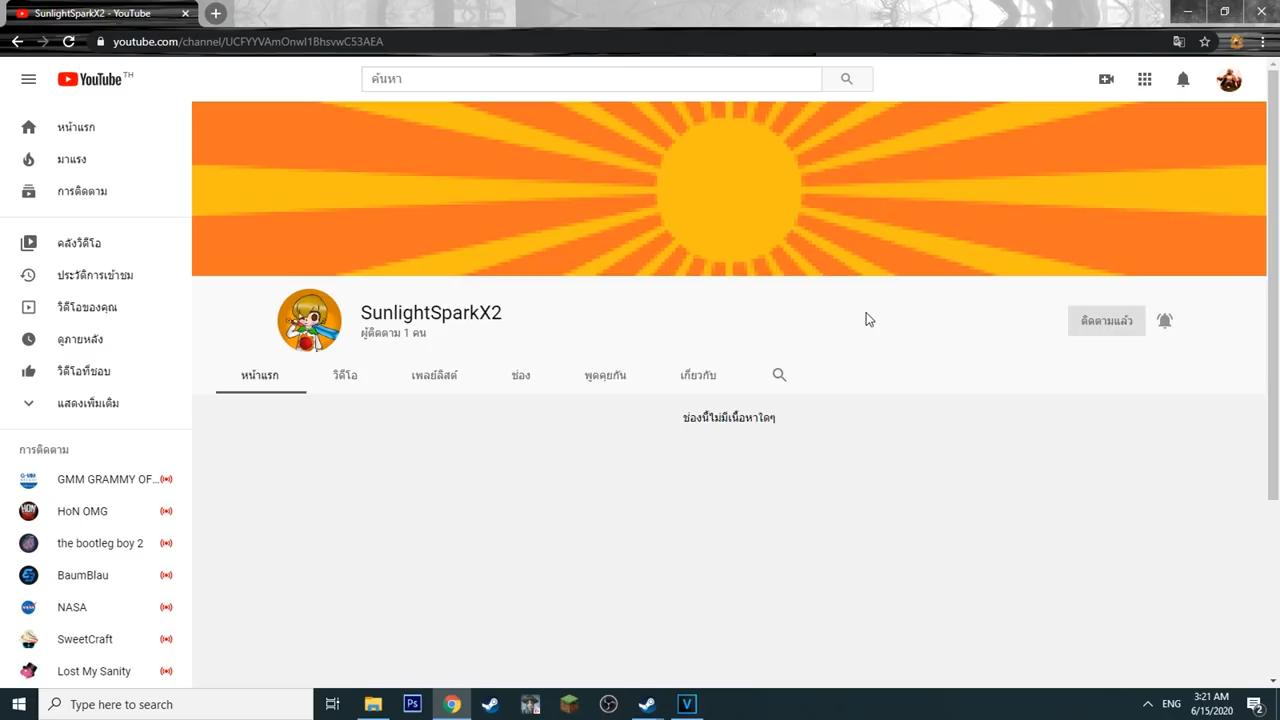 SunlightSparkX2 - YouTube
youtube.com/channel/UCFYYVAmOnwI1BhsvwC53AEA
YouTube TH
ค้นหา
หน้าแรก
มาแรง
การติดตาม
คลังวิดีโอ
ประวัติการเข้าชม
วิดีโอของคุณ
ดูภายหลัง
วิดีโอที่ชอบ
แสดงเพิ่มเติม
การติดตาม
GMM GRAMMY OF...
HoN OMG
the bootleg boy 2
BaumBlau
NASA
SweetCraft
Lost My Sanity
SunlightSparkX2
ผู้ติดตาม 1 คน
ติดตามแล้ว
หน้าแรก วิดีโอ เพลย์ลิสต์ ช่อง พูดคุยกัน เกี่ยวกับ
ช่องนี้ไม่มีเนื้อหาใดๆ
Type here to search
Ps
V
ENG
3:21 AM
6/15/2020
2